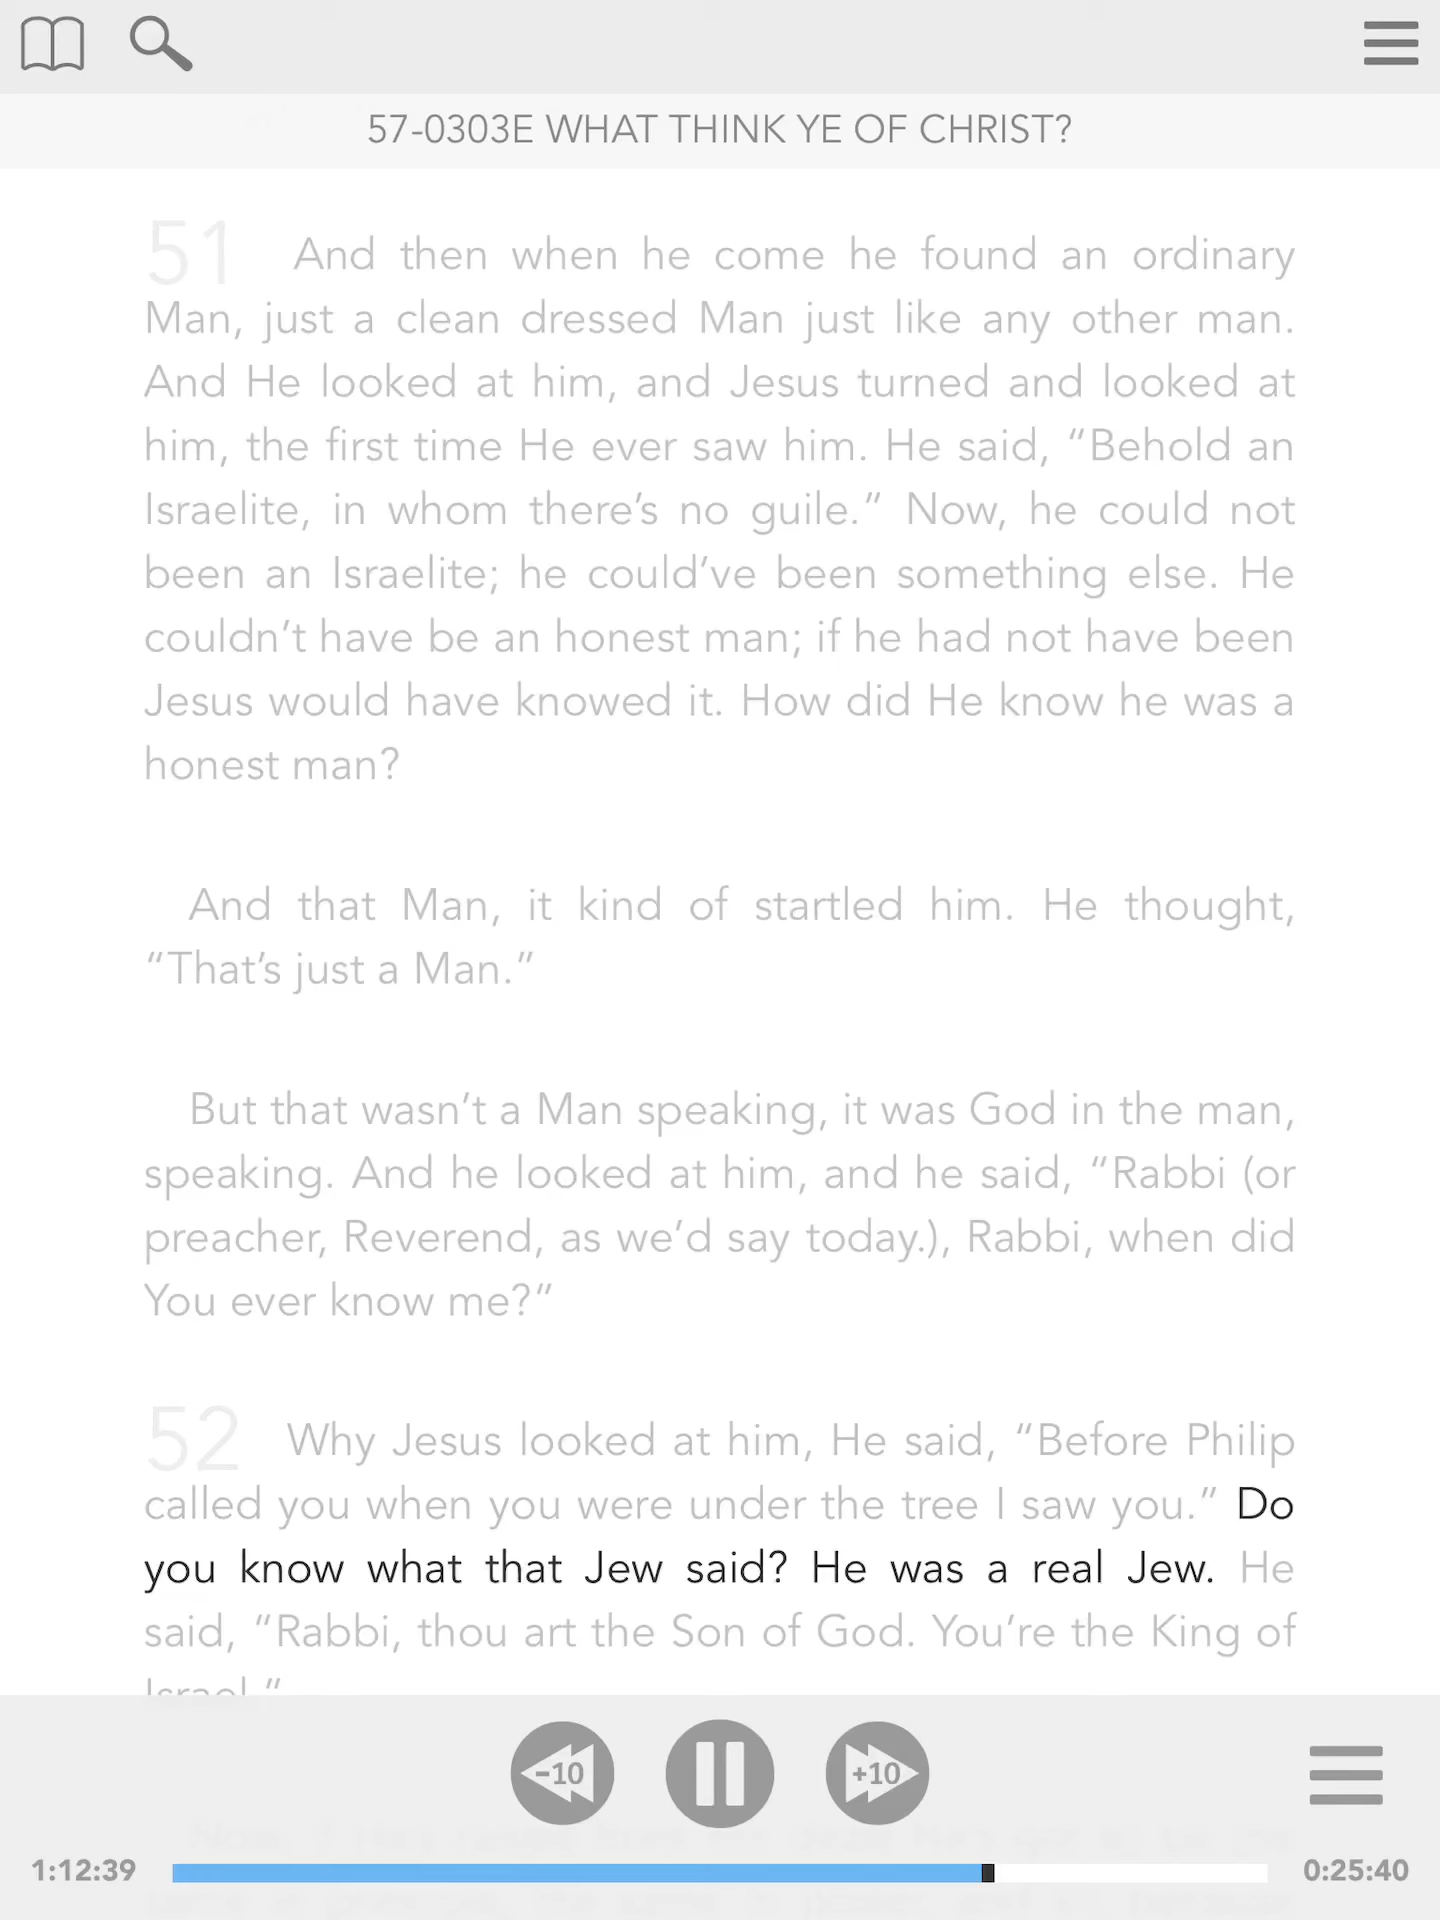 57-0303E WHAT THINK YE OF CHRIST?
51 And then when he come he found an ordinary
Man, just a clean dressed Man just like any other man.
And He looked at him, and Jesus turned and looked at
him, the first time He ever saw him. He said, “Behold an
Israelite, in whom there’s no guile.” Now, he could not
been an Israelite; he could’ve been something else. He
couldn’t have be an honest man; if he had not have been
Jesus would have knowed it. How did He know he was a
honest man?
And that Man, it kind of startled him. He thought,
“That’s just a Man.”
But that wasn’t a Man speaking, it was God in the man,
speaking. And he looked at him, and he said, “Rabbi (or
preacher, Reverend, as we’d say today.), Rabbi, when did
You ever know me?”
52 Why Jesus looked at him, He said, “Before Philip
called you when you were under the tree I saw you.” Do
you know what that Jew said? He was a real Jew. He
said, “Rabbi, thou art the Son of God. You’re the King of
Israel.”
-10 +10
1:12:39 0:25:40